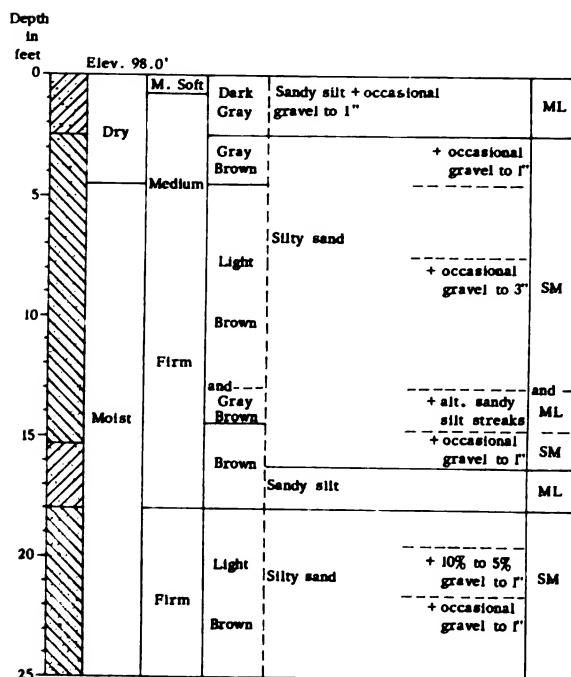 Depth
in
feet
Elev. 98.0'
0
M. Soft
Dark
Gray
Sandy silt + occasional
gravel to 1"
ML
Dry
Gray
Brown
+ occasional
gravel to 1"
5
Medium
Silty sand
Light
+ occasional
gravel to 3"
SM
10
Brown
Firm
and
and
Gray
Brown
+ alt. sandy
silt streaks
ML
Moist
15
+ occasional
gravel to 1"
SM
Brown
Sandy silt
ML
20
Light
Silty sand
+ 10% to 5%
gravel to 1"
SM
Firm
+ occasional
gravel to 1"
Brown
25